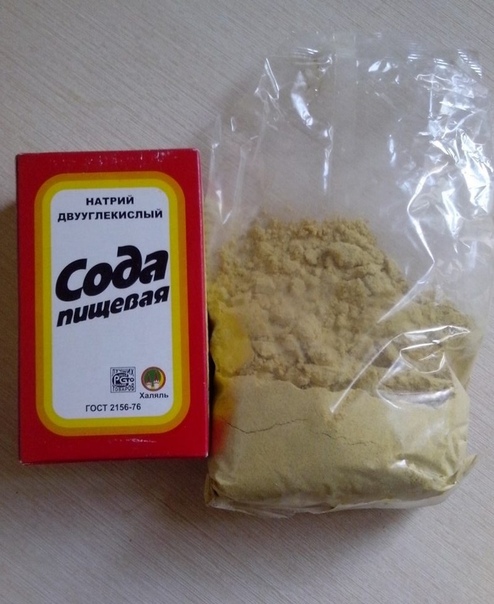 НАТРИЙ
ДВУУГЛЕКИСЛЫЙ
Сода
пищевая
Халяль
ГОСТ 2156-76